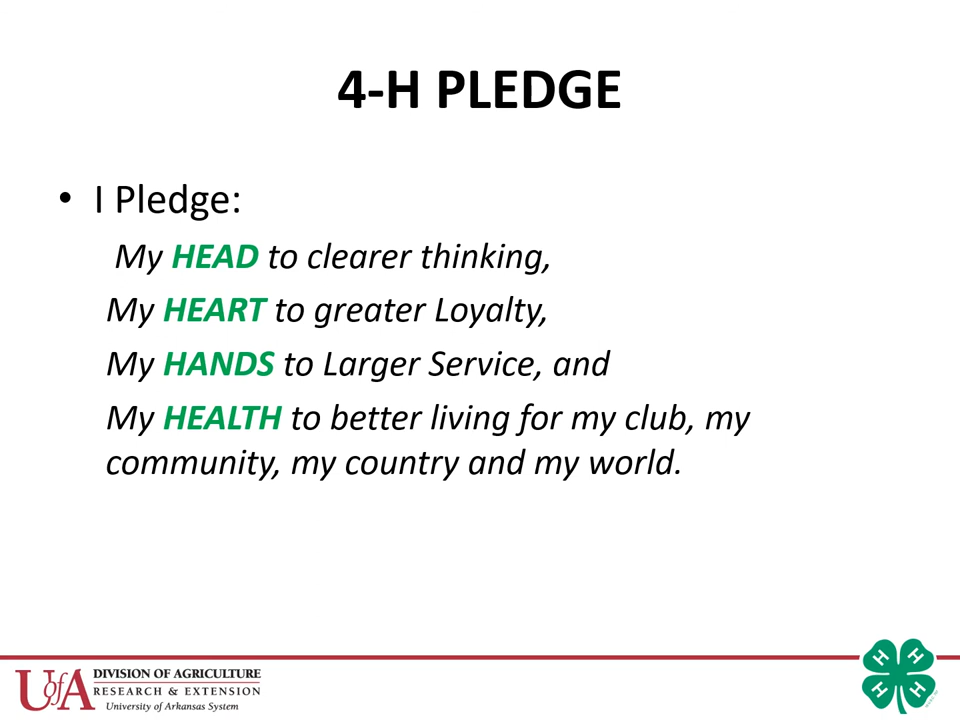 4-H PLEDGE
• I Pledge:
My HEAD to clearer thinking,
My HEART to greater Loyalty,
My HANDS to Larger Service, and
My HEALTH to better living for my club, my
community, my country and my world.
UofA
DIVISION OF AGRICULTURE
RESEARCH & EXTENSION
University of Arkansas System
H H
H H